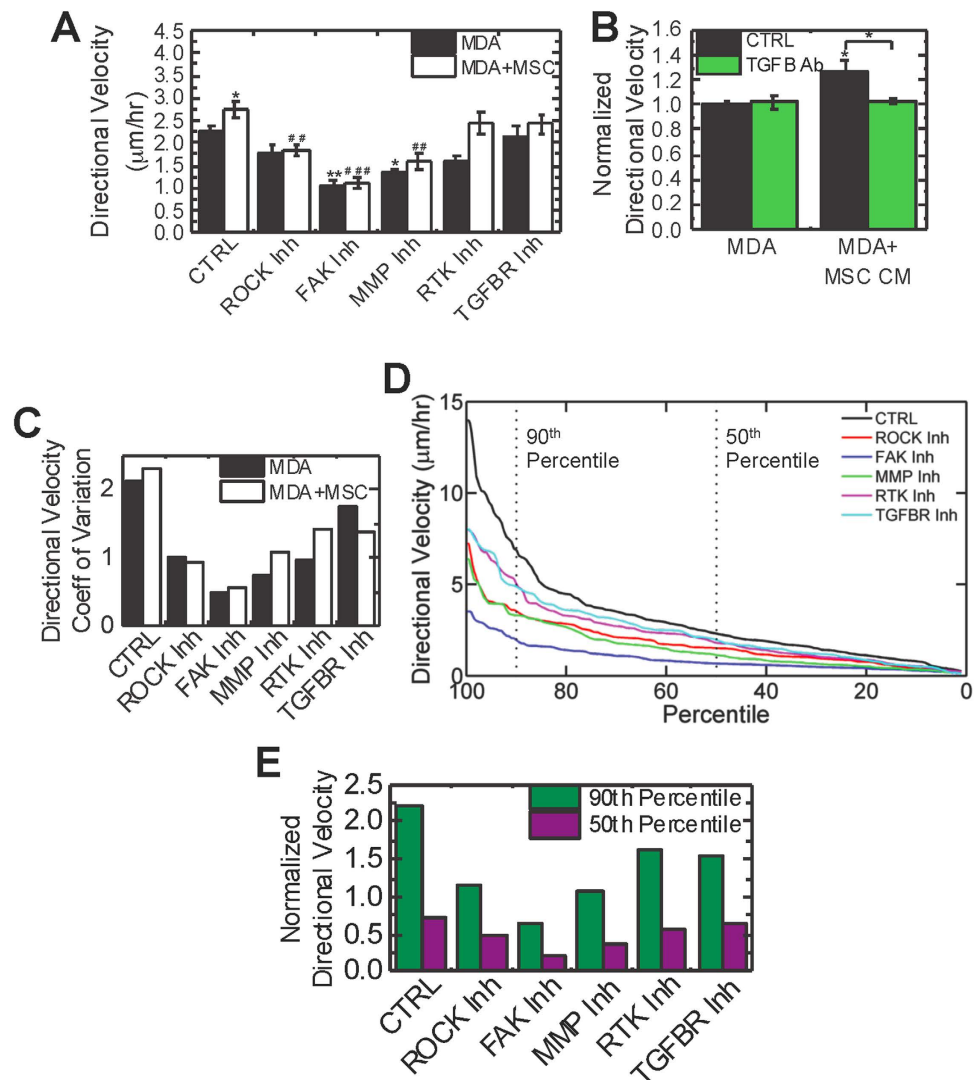 A
Directional Velocity
(μm/hr)
4.5
4.0
3.5
3.0
2.5
2.0
1.5
1.0
0.5
0.0
MDA
MDA+MSC
*
##
**
###
*
##
CTRL
ROCK Inh
FAK Inh
MMP Inh
RTK Inh
TGFBR Inh
B
Normalized
Directional Velocity
1.6
1.4
1.2
1.0
0.8
0.6
0.4
0.2
0.0
CTRL
TGFB Ab
*
*
MDA
MDA+
MSC CM
C
Directional Velocity
Coeff of Variation
2
1
0
MDA
MDA +MSC
CTRL
ROCK Inh
FAK Inh
MMP Inh
RTK Inh
TGFBR Inh
D
Directional Velocity (μm/hr)
15
10
5
0
90th
Percentile
50th
Percentile
CTRL
ROCK Inh
FAK Inh
MMP Inh
RTK Inh
TGFBR Inh
100
80
60
40
20
0
Percentile
E
Normalized
Directional Velocity
2.5
2.0
1.5
1.0
0.5
0.0
90th Percentile
50th Percentile
CTRL
ROCK Inh
FAK Inh
MMP Inh
RTK Inh
TGFBR Inh